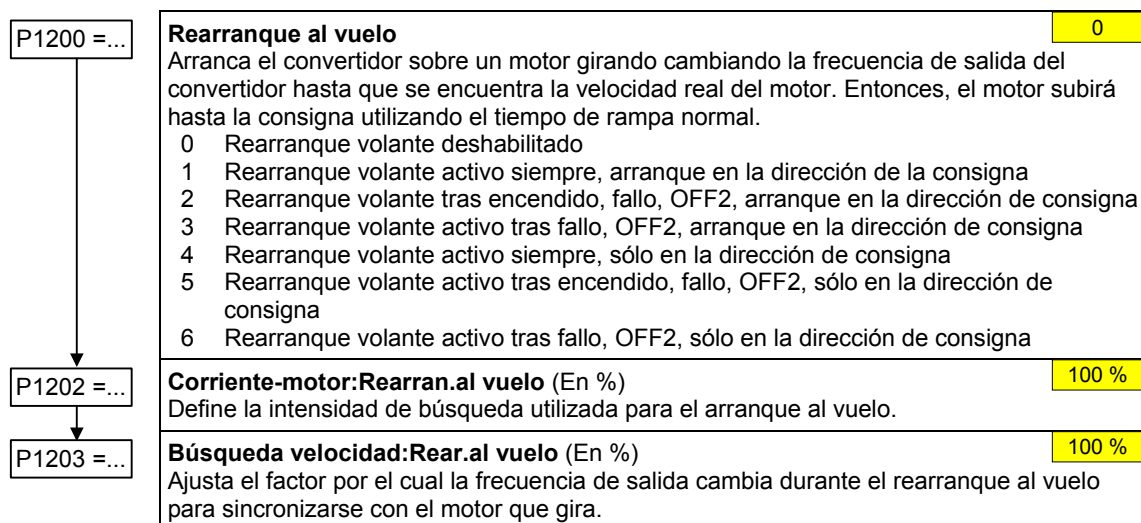 P1200 =...
Rearranque al vuelo
0
Arranca el convertidor sobre un motor girando cambiando la frecuencia de salida del
convertidor hasta que se encuentra la velocidad real del motor. Entonces, el motor subirá
hasta la consigna utilizando el tiempo de rampa normal.
0 Rearranque volante deshabilitado
1 Rearranque volante activo siempre, arranque en la dirección de la consigna
2 Rearranque volante tras encendido, fallo, OFF2, arranque en la dirección de consigna
3 Rearranque volante activo tras fallo, OFF2, arranque en la dirección de consigna
4 Rearranque volante activo siempre, sólo en la dirección de consigna
5 Rearranque volante activo tras encendido, fallo, OFF2, sólo en la dirección de
consigna
6 Rearranque volante activo tras fallo, OFF2, sólo en la dirección de consigna
P1202 =...
Corriente-motor:Rearran.al vuelo (En %)
100 %
Define la intensidad de búsqueda utilizada para el arranque al vuelo.
P1203 =...
Búsqueda velocidad:Rear.al vuelo (En %)
100 %
Ajusta el factor por el cual la frecuencia de salida cambia durante el rearranque al vuelo
para sincronizarse con el motor que gira.